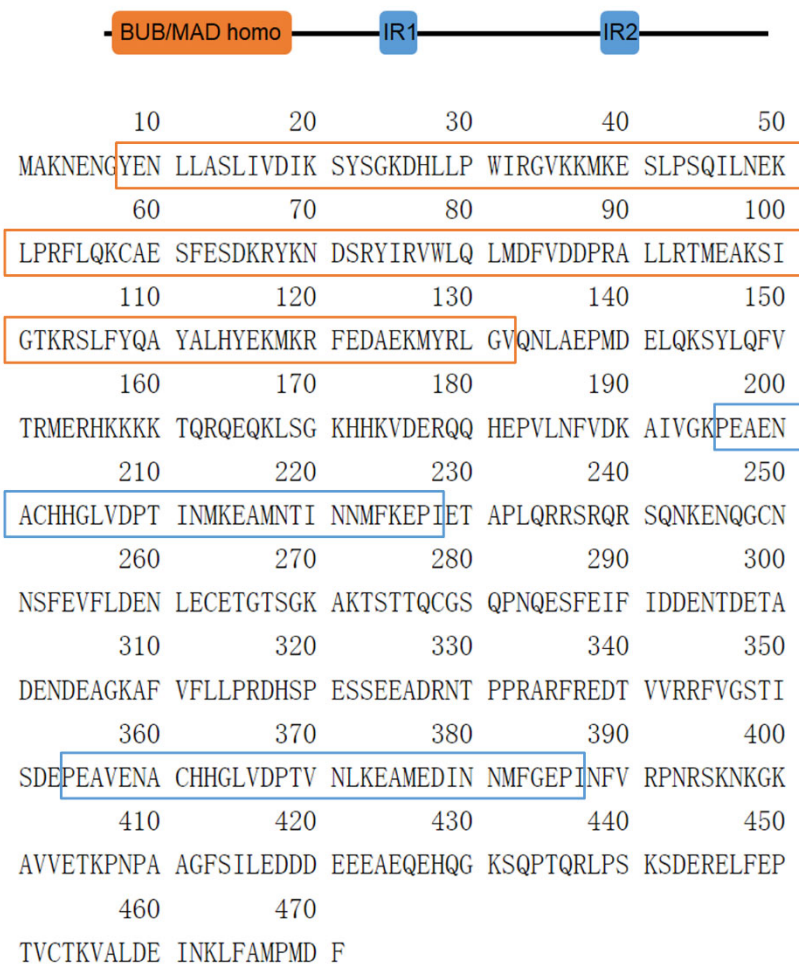 BUB/MAD homo IR1 IR2
10 20 30 40 50
MAKNENGYEN LLASLIVDIK SYSGKDHLLP WIRGVKKMKE SLPSQILNEK
60 70 80 90 100
LPRFLQKCAE SFESDKRYKN DSRYIRVWLQ LMDFVDDPRA LLRTMEAKSI
110 120 130 140 150
GTKRSLFYQA YALHYEKMKR FEDAEKMYRL GVQNLAEPMD ELQKSYLQFV
160 170 180 190 200
TRMERHKKKK TQRQEQKLSG KHHKVDERQQ HEPVLNFVDK AIVGKPEAEN
210 220 230 240 250
ACHHGLVDPT INMKEAMNTI NNMFKEPIET APLQRRSRQR SQNKENQGCN
260 270 280 290 300
NSFEVFLDEN LECETGTSGK AKTSTTQCGS QPNQESFEIF IDDENTDETA
310 320 330 340 350
DENDEAGKAF VFLLPRDHSP ESSEEADRNT PPRARFREDT VVRRFVGSTI
360 370 380 390 400
SDEPEAVENA CHHGLVDPTV NLKEAMEDIN NMFGEPINFV RPNRSKNKGK
410 420 430 440 450
AVVETKPNPA AGFSILEDDD EEEAEQEHQG KSQPTQRLPS KSDERELFEP
460 470
TVCTKVALDE INKLFAMPMD F